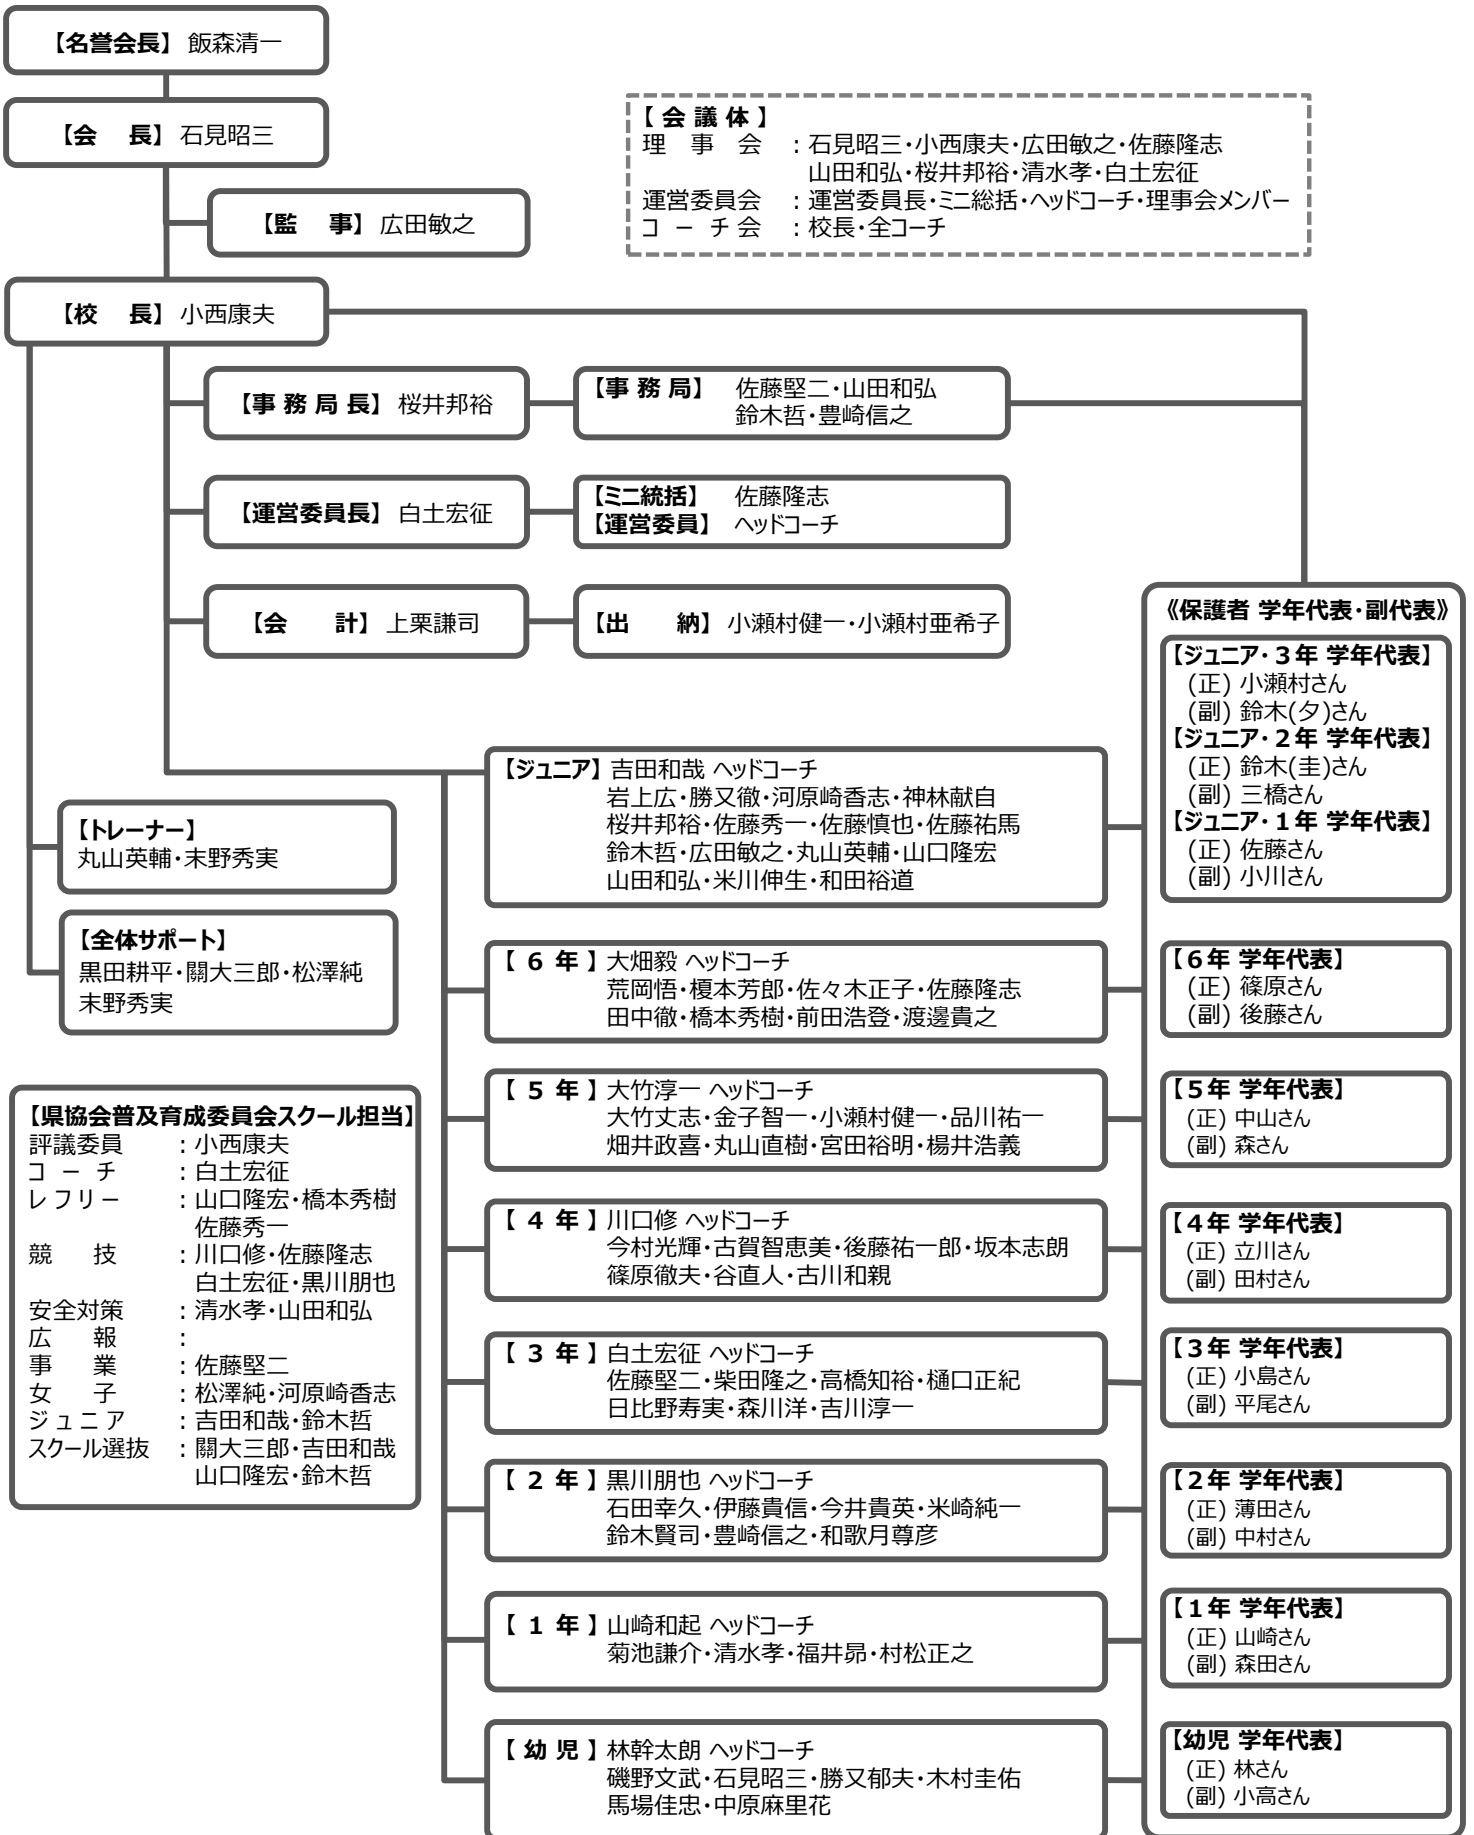 【名誉会長】 飯森清一
【会　長】 石見昭三
【監　事】 広田敏之
【校　長】 小西康夫
【 会 議 体 】
理　事　会　：石見昭三・小西康夫・広田敏之・佐藤隆志
山田和弘・桜井邦裕・清水孝・白土宏征
運営委員会　：運営委員長・ミニ総括・ヘッドコーチ・理事会メンバー
コ ー チ 会　：校長・全コーチ
【事 務 局 長】 桜井邦裕
【事 務 局】　佐藤堅二・山田和弘
鈴木哲・豊崎信之
【運営委員長】 白土宏征
【ミニ統括】　佐藤隆志
【運営委員】　ヘッドコーチ
【会　　計】 上栗謙司
【出　　納】 小瀬村健一・小瀬村亜希子
【トレーナー】
丸山英輔・末野秀実
【全体サポート】
黒田耕平・關大三郎・松澤純
末野秀実
【県協会普及育成委員会スクール担当】
評議委員　：小西康夫
コ ー チ　：白土宏征
レ フリー　：山口隆宏・橋本秀樹
佐藤秀一
競　　技　：川口修・佐藤隆志
白土宏征・黒川朋也
安全対策　：清水孝・山田和弘
広　　報　：
事　　業　：佐藤堅二
女　　子　：松澤純・河原崎香志
ジ ュ ニ ア　：吉田和哉・鈴木哲
スクール選抜　：關大三郎・吉田和哉
山口隆宏・鈴木哲
【ジュニア】 吉田和哉 ヘッドコーチ
岩上広・勝又徹・河原崎香志・神林献自
桜井邦裕・佐藤秀一・佐藤慎也・佐藤祐馬
鈴木哲・広田敏之・丸山英輔・山口隆宏
山田和弘・米川伸生・和田裕道
【 6 年 】 大畑毅 ヘッドコーチ
荒岡悟・榎本芳郎・佐々木正子・佐藤隆志
田中徹・橋本秀樹・前田浩登・渡邊貴之
【 5 年 】 大竹淳一 ヘッドコーチ
大竹丈志・金子智一・小瀬村健一・品川祐一
畑井政喜・丸山直樹・宮田裕明・楊井浩義
【 4 年 】 川口修 ヘッドコーチ
今村光輝・古賀智恵美・後藤祐一郎・坂本志朗
篠原徹夫・谷直人・古川和親
【 3 年 】 白土宏征 ヘッドコーチ
佐藤堅二・柴田隆之・高橋知裕・樋口正紀
日比野寿実・森川洋・吉川淳一
【 2 年 】 黒川朋也 ヘッドコーチ
石田幸久・伊藤貴信・今井貴英・米崎純一
鈴木賢司・豊崎信之・和歌月尊彦
【 1 年 】 山崎和起 ヘッドコーチ
菊池謙介・清水孝・福井昴・村松正之
【 幼 児 】 林幹太朗 ヘッドコーチ
磯野文武・石見昭三・勝又郁夫・木村圭佑
馬場佳忠・中原麻里花
《保護者 学年代表・副代表》
【ジュニア・３年 学年代表】
(正) 小瀬村さん
(副) 鈴木(夕)さん
【ジュニア・２年 学年代表】
(正) 鈴木(圭)さん
(副) 三橋さん
【ジュニア・１年 学年代表】
(正) 佐藤さん
(副) 小川さん
【６年 学年代表】
(正) 篠原さん
(副) 後藤さん
【５年 学年代表】
(正) 中山さん
(副) 森さん
【４年 学年代表】
(正) 立川さん
(副) 田村さん
【３年 学年代表】
(正) 小島さん
(副) 平尾さん
【２年 学年代表】
(正) 薄田さん
(副) 中村さん
【１年 学年代表】
(正) 山崎さん
(副) 森田さん
【幼児 学年代表】
(正) 林さん
(副) 小高さん